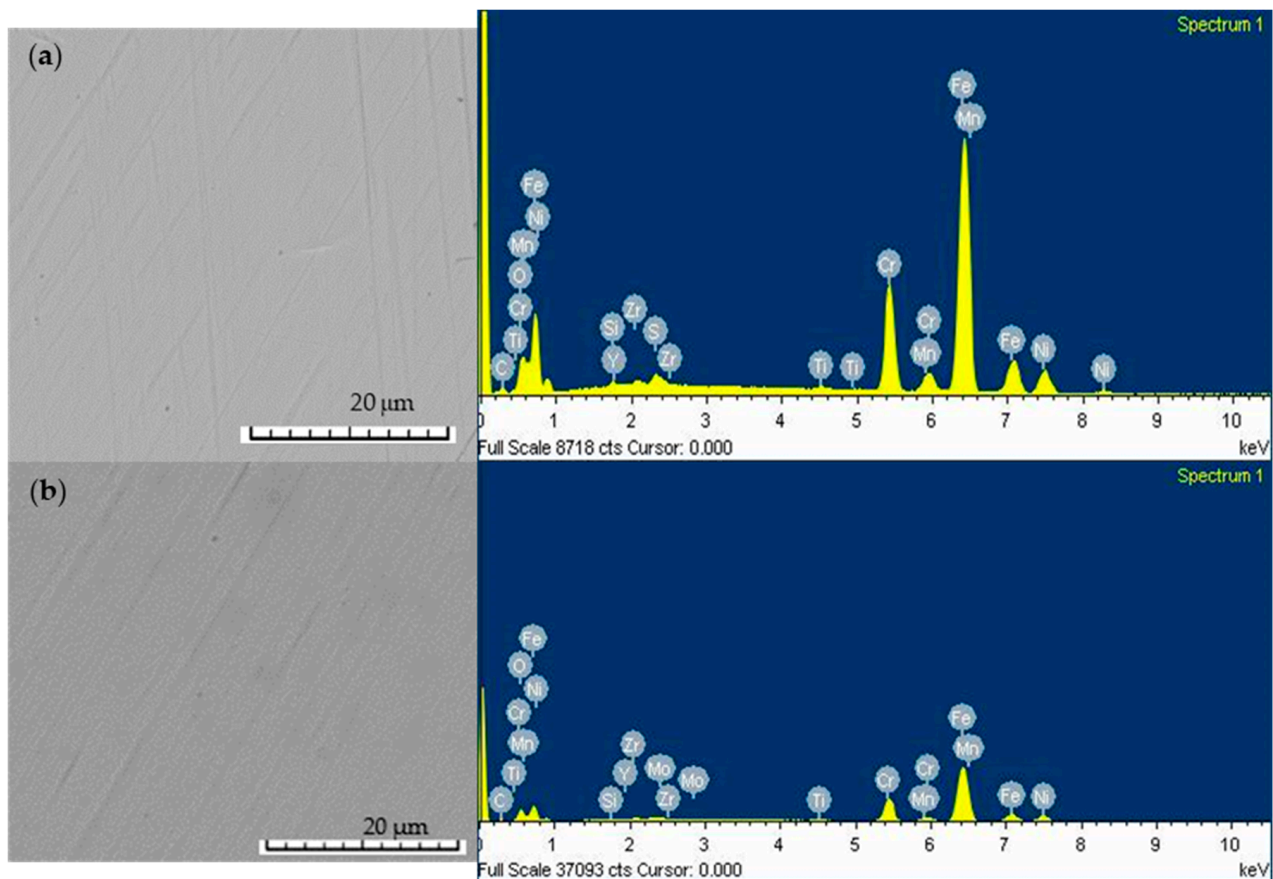 (a)
20 µm
Spectrum 1
Fe
Mn
Fe
Ni
Mn
O
Cr
Ti
C
Si
Y
Zr
S
Zr
Ti
Ti
Cr
Cr
Mn
Fe
Ni
Ni
0 1 2 3 4 5 6 7 8 9 10
Full Scale 8718 cts Cursor: 0.000 keV
(b)
20 µm
Spectrum 1
Fe
O
Ni
Cr
Mn
Ti
C
Zr
Y
Si
Mo
Zr
Mo
Ti
Cr
Cr
Mn
Fe
Mn
Fe
Ni
0 1 2 3 4 5 6 7 8 9 10
Full Scale 37093 cts Cursor: 0.000 keV